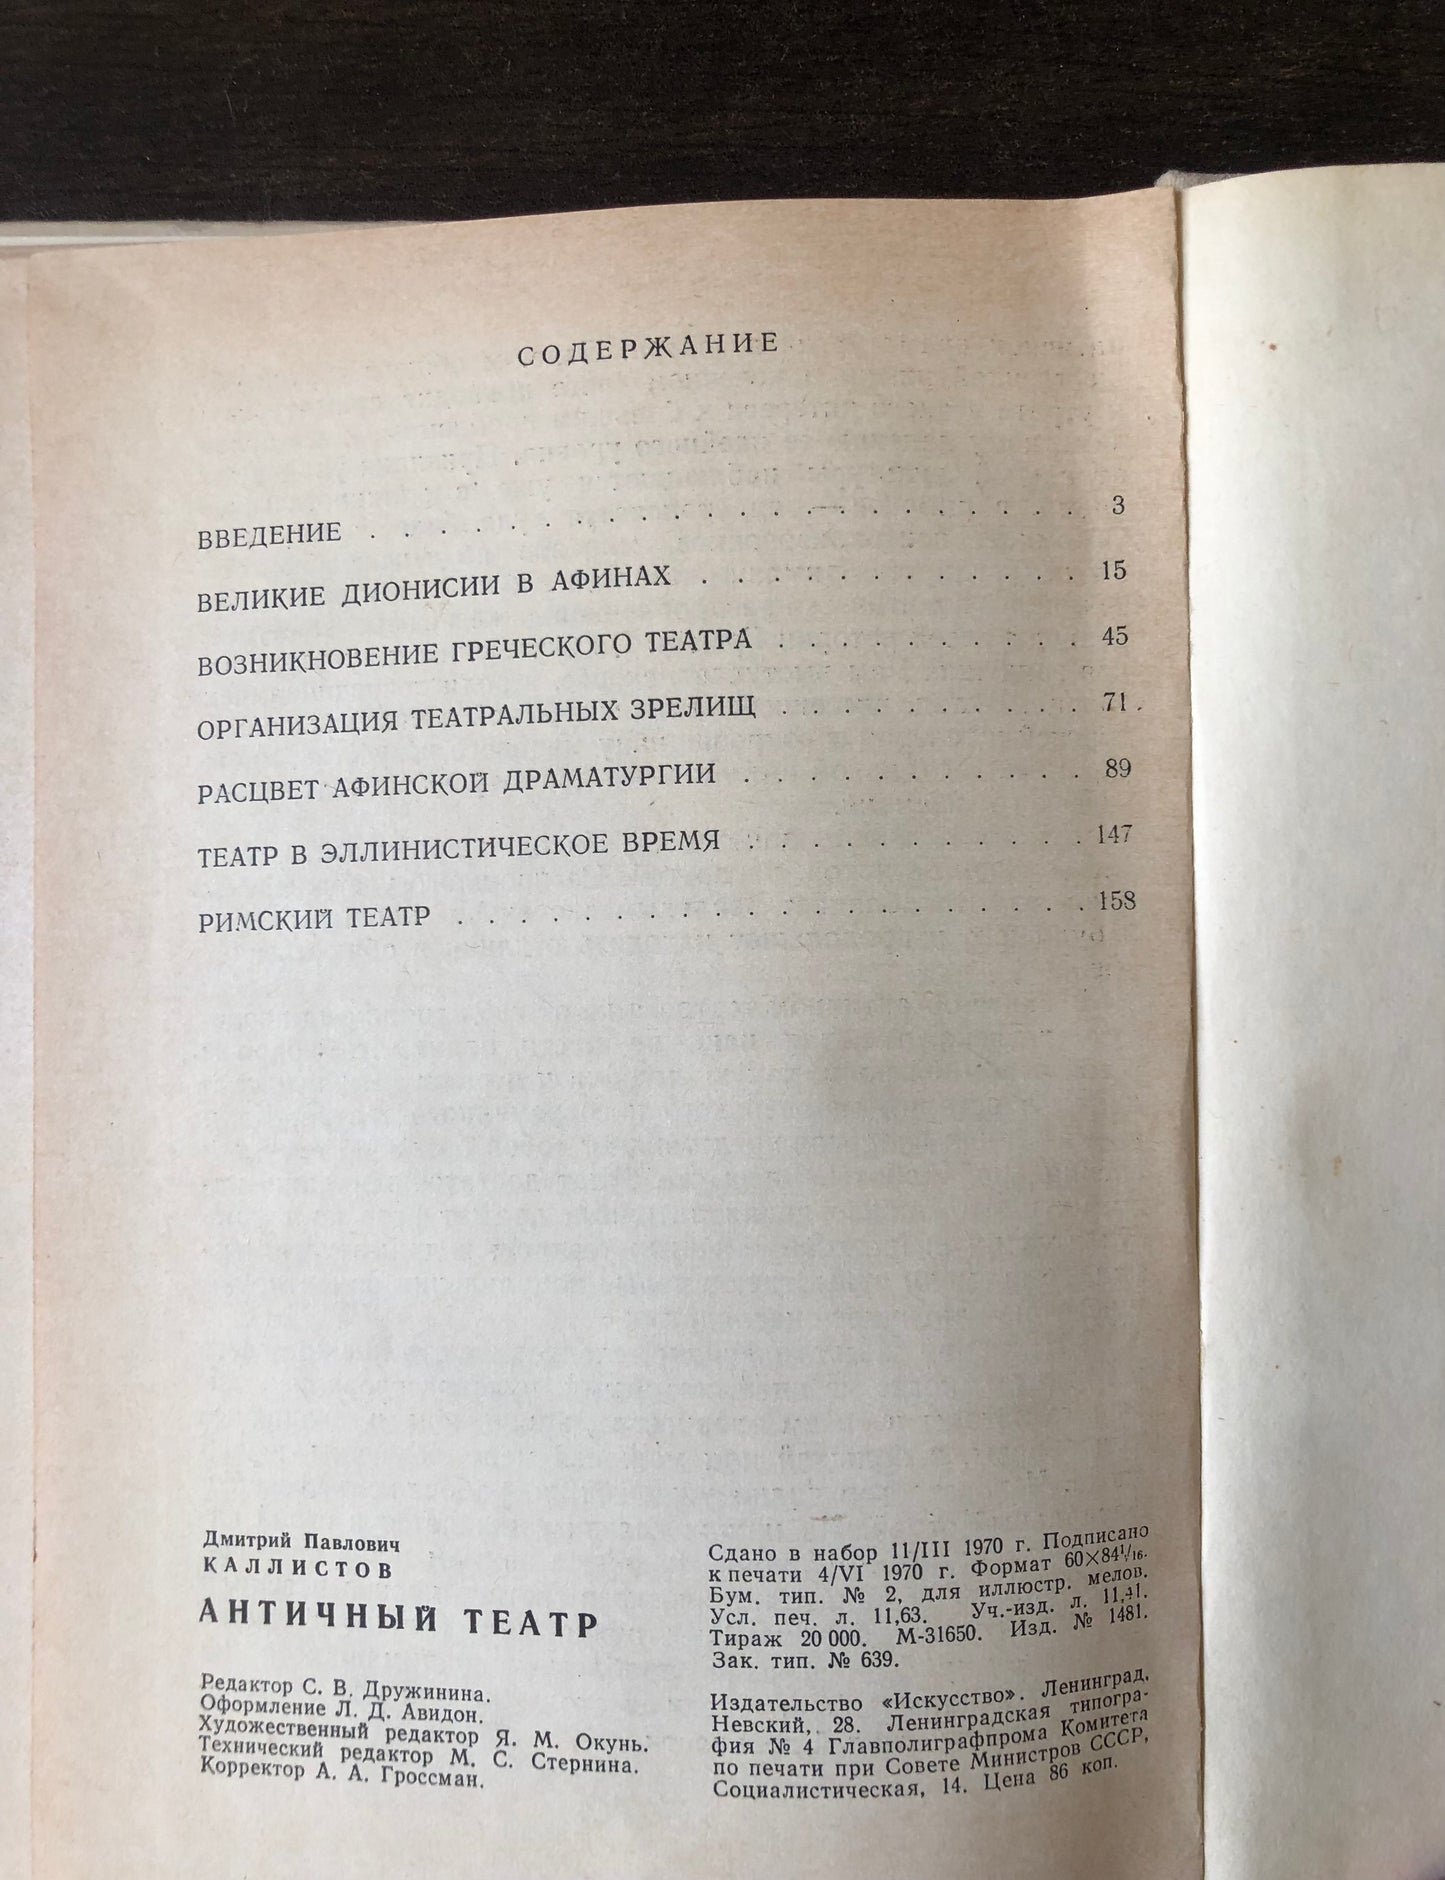 СОДЕРЖАНИЕ
ВВЕДЕНИЕ . . . . . . . . . . . . . . . . . . . . 3
ВЕЛИКИЕ ДИОНИСИИ В АФИНАХ . . . . . . . . . . . . 15
ВОЗНИКНОВЕНИЕ ГРЕЧЕСКОГО ТЕАТРА . . . . . . . . . . 45
ОРГАНИЗАЦИЯ ТЕАТРАЛЬНЫХ ЗРЕЛИЩ . . . . . . . . . . 71
РАСЦВЕТ АФИНСКОЙ ДРАМАТУРГИИ . . . . . . . . . . . 89
ТЕАТР В ЭЛЛИНИСТИЧЕСКОЕ ВРЕМЯ . . . . . . . . . . . 147
РИМСКИЙ ТЕАТР . . . . . . . . . . . . . . . . . . . . 158
Дмитрий Павлович
КАЛЛИСТОВ
АНТИЧНЫЙ ТЕАТР
Редактор С. В. Дружинина.
Оформление Л. Д. Авидон.
Художественный редактор Я. М. Окунь.
Технический редактор М. С. Стернина.
Корректор А. А. Гроссман.
Сдано в набор 11/III 1970 г. Подписано
к печати 4/VI 1970 г. Формат 60×84¹/₁₆.
Бум. тип. № 2, для иллюстр. мелов.
Усл. печ. л. 11,63. Уч.-изд. л. 11,41.
Тираж 20 000. М-31650. Изд. № 1481.
Зак. тип. № 639.
Издательство «Искусство». Ленинград,
Невский, 28. Ленинградская типогра-
фия № 4 Главполиграфпрома Комитета
по печати при Совете Министров СССР,
Социалистическая, 14. Цена 86 коп.